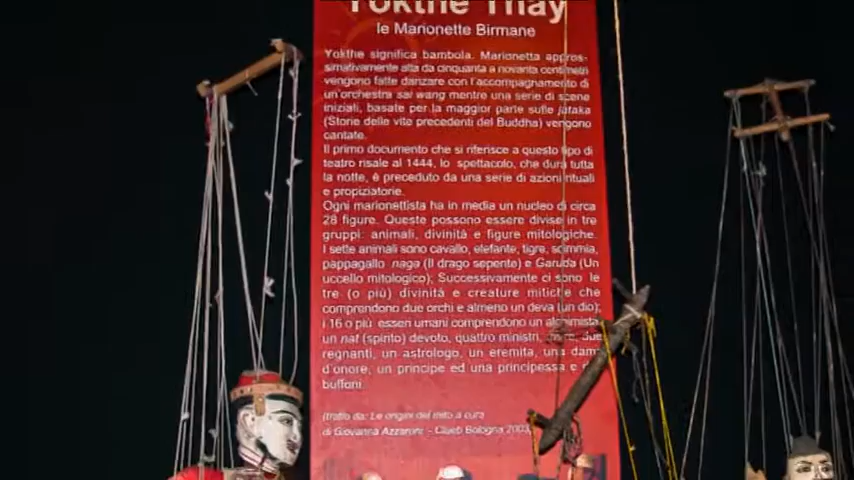 Yokthe Thay
le Marionette Birmane
Yokthe significa bambola. Marionetta appros-
simativamente alta da cinquanta a novanta centimetri
vengono fatte danzare con l'accompagnamento di
un'orchestra sai wang mentre una serie di scene
iniziali, basate per la maggior parte sulle jataka
(Storie delle vite precedenti del Buddha) vengono
cantate.
Il primo documento che si riferisce a questo tipo di
teatro risale al 1444, lo spettacolo, che dura tutta
la notte, è preceduto da una serie di azioni rituali
e propiziatorie.
Ogni marionettista ha in media un nucleo di circa
28 figure. Queste possono essere divise in tre
gruppi: animali, divinità e figure mitologiche.
I sette animali sono cavallo, elefante, tigre, scimmia,
pappagallo naga (Il drago serpente) e Garuda (Un
uccello mitologico); Successivamente ci sono le
tre (o più) divinità e creature mitiche che
comprendono due orchi e almeno un deva (un dio);
i 16 o più esseri umani comprendono un alchimista,
un nat (spirito) devoto, quattro ministri, due
regnanti, un astrologo, un eremita, una dama
d'onore, un principe ed una principessa e
buffoni.
(tratto da: Le origini del mito a cura
di Giovanni Azzaroni - Clueb Bologna 2003)